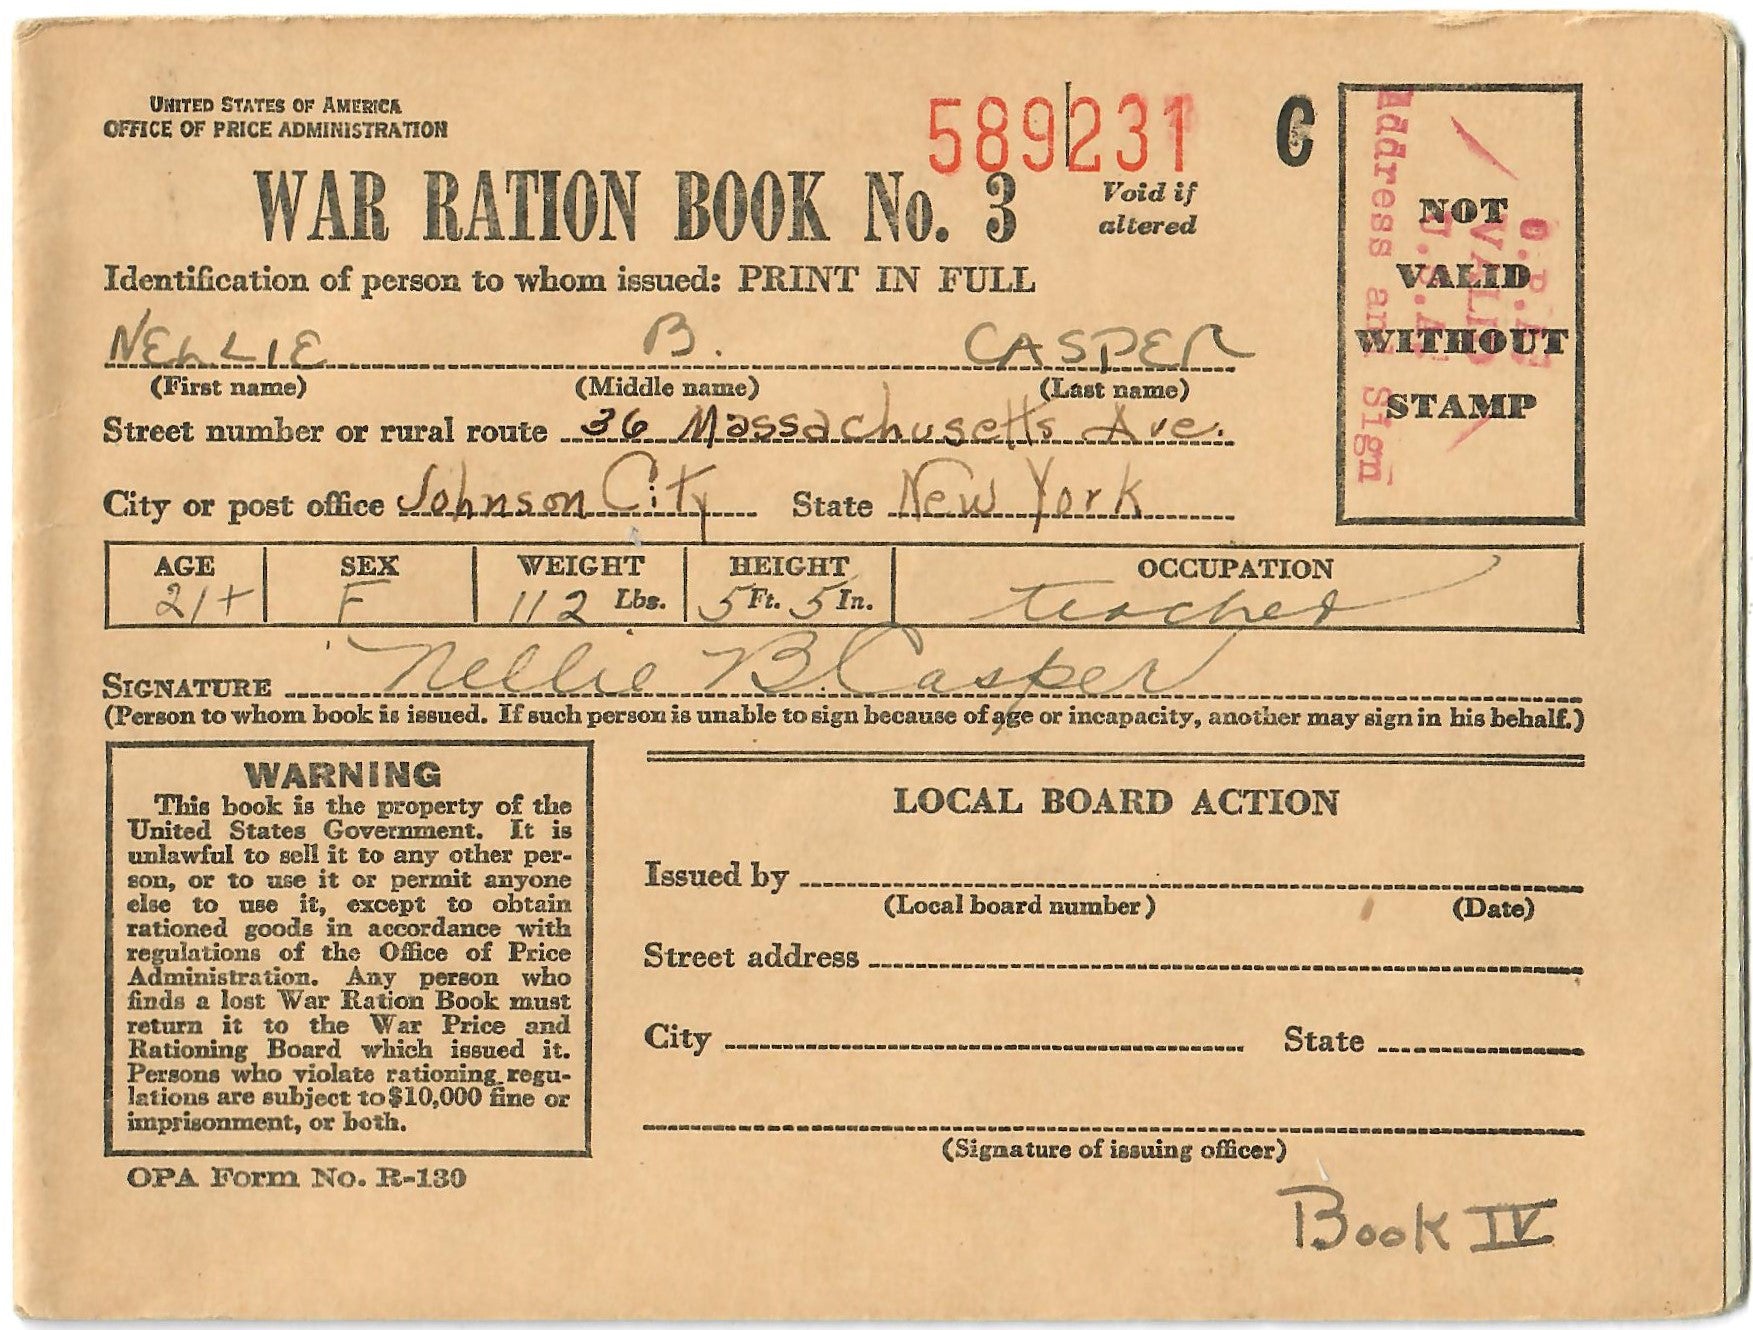 UNITED STATES OF AMERICA
OFFICE OF PRICE ADMINISTRATION
589231 C
WAR RATION BOOK No. 3
Void if
altered
Identification of person to whom issued: PRINT IN FULL
NELLIE B. CASPER
(First name) (Middle name) (Last name)
Street number or rural route 36 Massachusetts Ave.
City or post office Johnson City State New York
NOT
VALID
WITHOUT
STAMP
O.P.A.
VALID
U.S.A.
Address and Sign
AGE SEX WEIGHT HEIGHT OCCUPATION
21+ F 112 Lbs. 5 Ft. 5 In. teacher
SIGNATURE Nellie B Casper
(Person to whom book is issued. If such person is unable to sign because of age or incapacity, another may sign in his behalf.)
WARNING
This book is the property of the
United States Government. It is
unlawful to sell it to any other per-
son, or to use it or permit anyone
else to use it, except to obtain
rationed goods in accordance with
regulations of the Office of Price
Administration. Any person who
finds a lost War Ration Book must
return it to the War Price and
Rationing Board which issued it.
Persons who violate rationing regu-
lations are subject to $10,000 fine or
imprisonment, or both.
OPA Form No. R-130
LOCAL BOARD ACTION
Issued by
(Local board number) (Date)
Street address
City State
(Signature of issuing officer)
Book IV